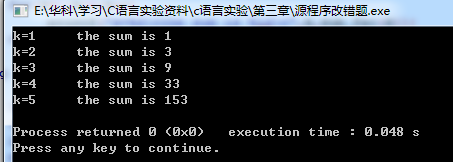 E:\华科\学习\C语言实验资料\c语言实验\第三章\源程序改错题.exe
k=1 the sum is 1
k=2 the sum is 3
k=3 the sum is 9
k=4 the sum is 33
k=5 the sum is 153
Process returned 0 (0x0) execution time : 0.048 s
Press any key to continue.